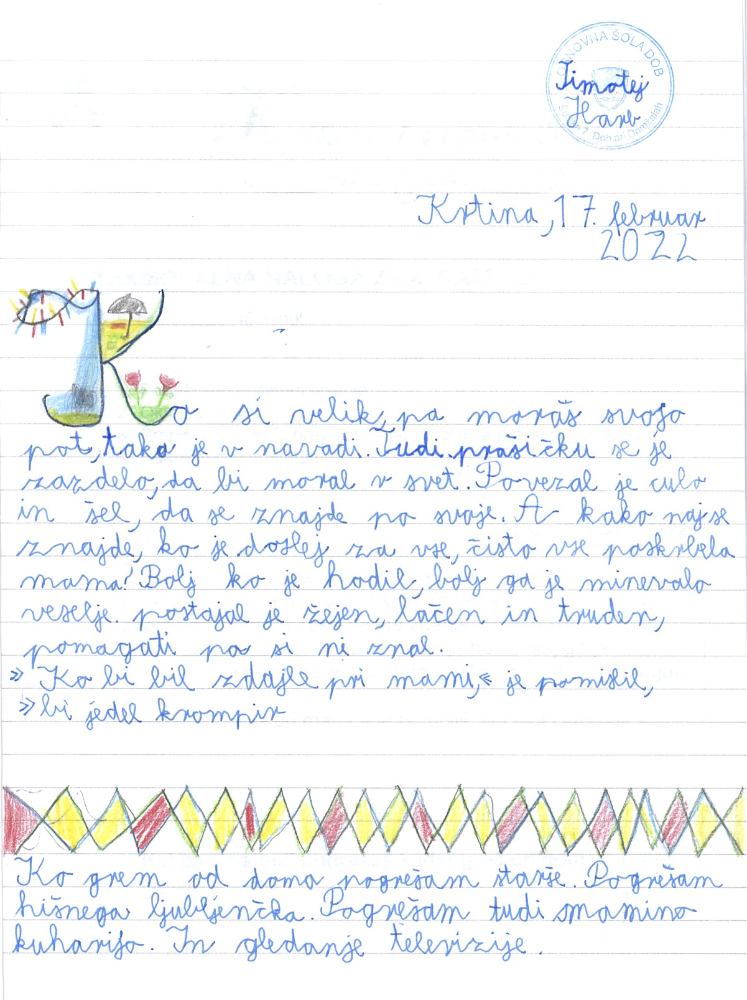 OSNOVNA ŠOLA DOB
Timotej
Harb
7, Dob pri Domžalah
Krtina, 17. februar
2022
Ko si velik, pa moraš svojo
pot, tako je v navadi. Tudi prašičku se je
zazdelo, da bi moral v svet. Povezal je culo
in šel, da se znajde po svoje. A kako naj se
znajde, ko je doslej za vse, čisto vse poskrbela
mama? Bolj ko je hodil, bolj ga je minevalo
veselje. postajal je žejen, lačen in truden,
pomagati pa si ni znal.
»Ko bi bil zdajle pri mami,« je pomislil,
»bi jedel krompir
Ko grem od doma pogrešam starše. Pogrešam
hišnega ljubljenčka. Pogrešam tudi smamino
kuharijo. In gledanje televizije.